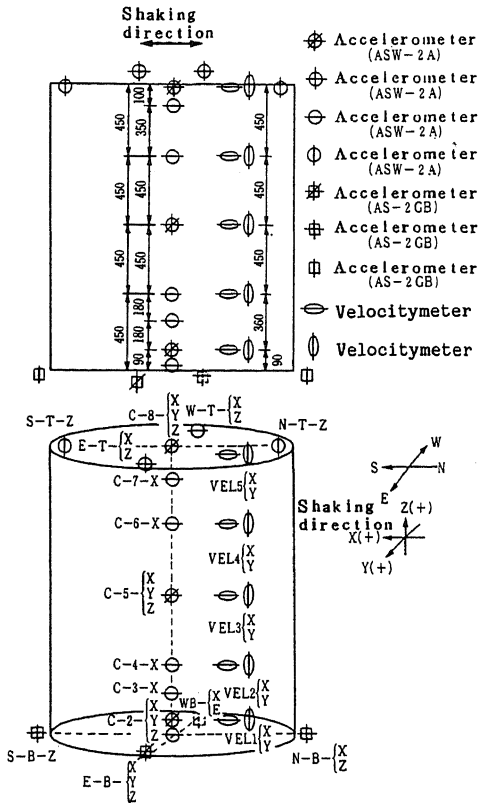 Shaking
direction
Accelerometer
(ASW-2A)
Accelerometer
(ASW-2A)
Accelerometer
(ASW-2A)
Accelerometer
(ASW-2A)
Accelerometer
(AS-2GB)
Accelerometer
(AS-2GB)
Accelerometer
(AS-2GB)
Velocitymeter
Velocitymeter
450
450
450
450
100
350
450
450
180
180
90
450
450
450
360
90
S-T-Z
C-8-{X Y Z
W-T-{X Z
N-T-Z
E-T-{X Z
C-7-X
VEL5{X Y
C-6-X
VEL4{X Y
C-5-{X Y Z
VEL3{X Y
C-4-X
C-3-X
VEL2{X Y
C-2-{X Y Z
WB-{X E
VEL1{X Y
S-B-Z
E-B-{X Y Z
N-B-{X Z
W
S
N
E
Shaking
direction
Z(+)
X(+)
Y(+)